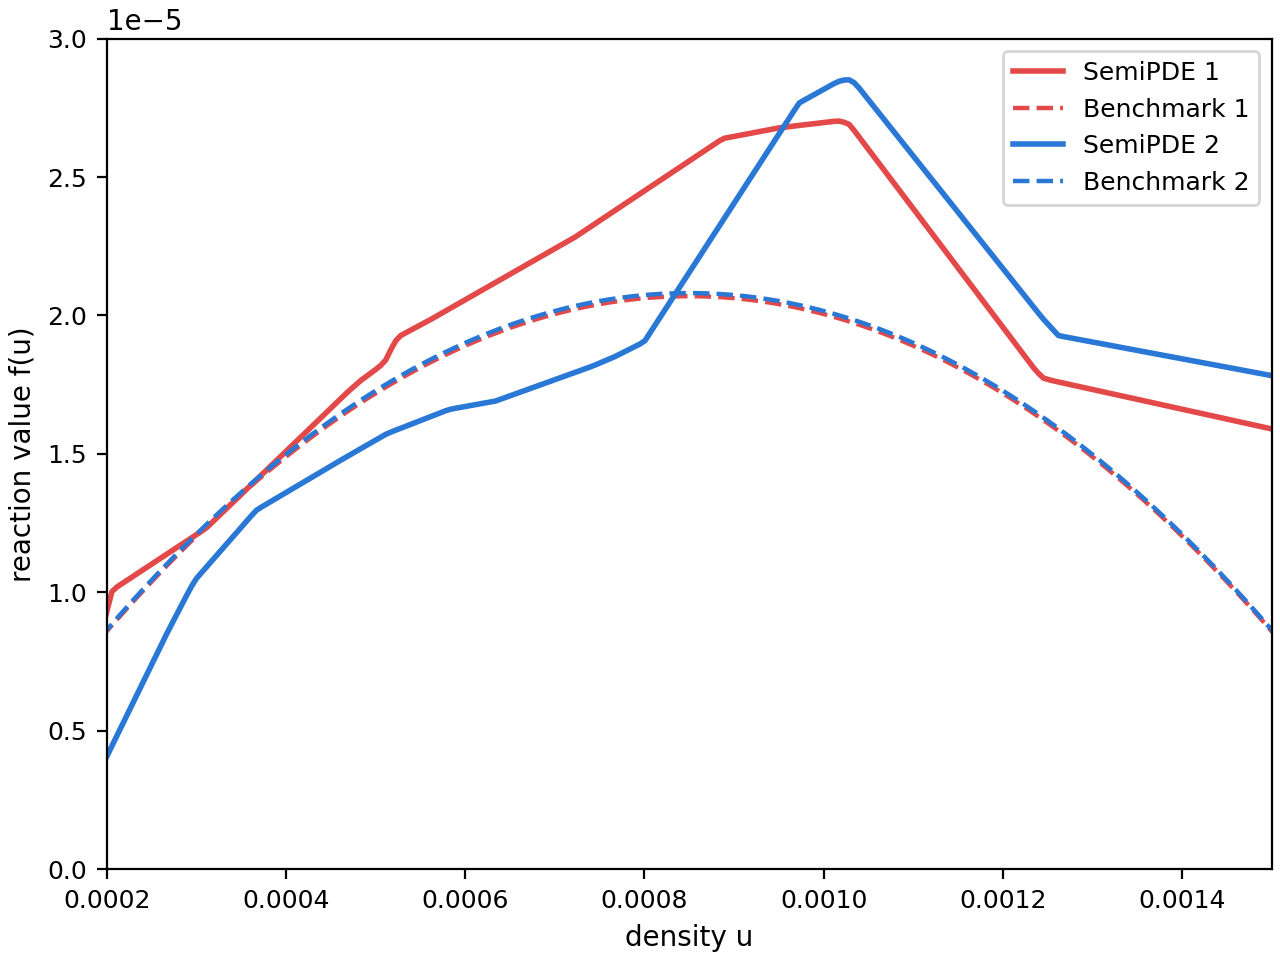 1e−5
3.0
2.5
2.0
1.5
1.0
0.5
0.0
reaction value f(u)
0.0002
0.0004
0.0006
0.0008
0.0010
0.0012
0.0014
density u
SemiPDE 1
Benchmark 1
SemiPDE 2
Benchmark 2